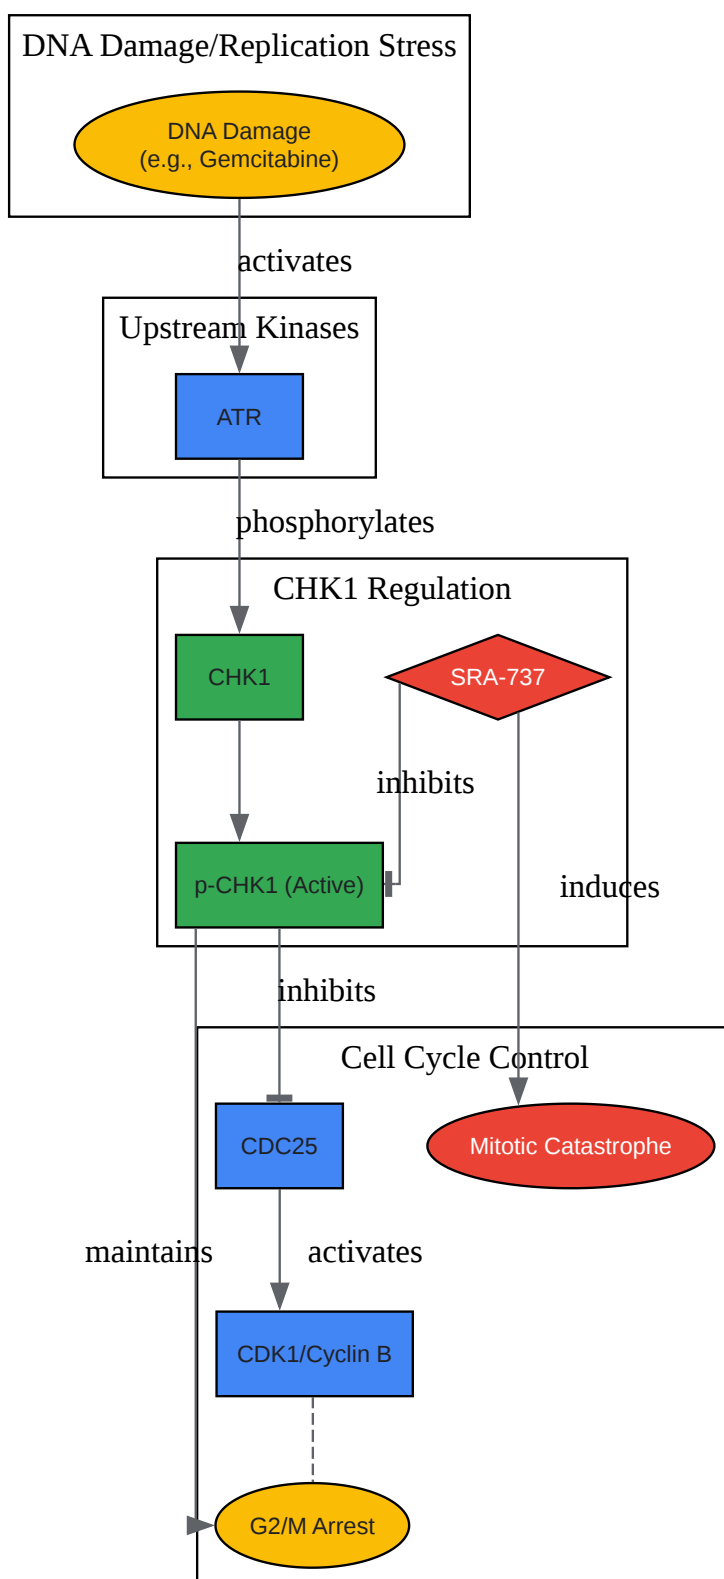 DNA Damage/Replication Stress
DNA Damage
(e.g., Gemcitabine)
activates
Upstream Kinases
ATR
phosphorylates
CHK1 Regulation
CHK1
SRA-737
inhibits
p-CHK1 (Active)
induces
inhibits
Cell Cycle Control
CDC25
Mitotic Catastrophe
maintains
activates
CDK1/Cyclin B
G2/M Arrest